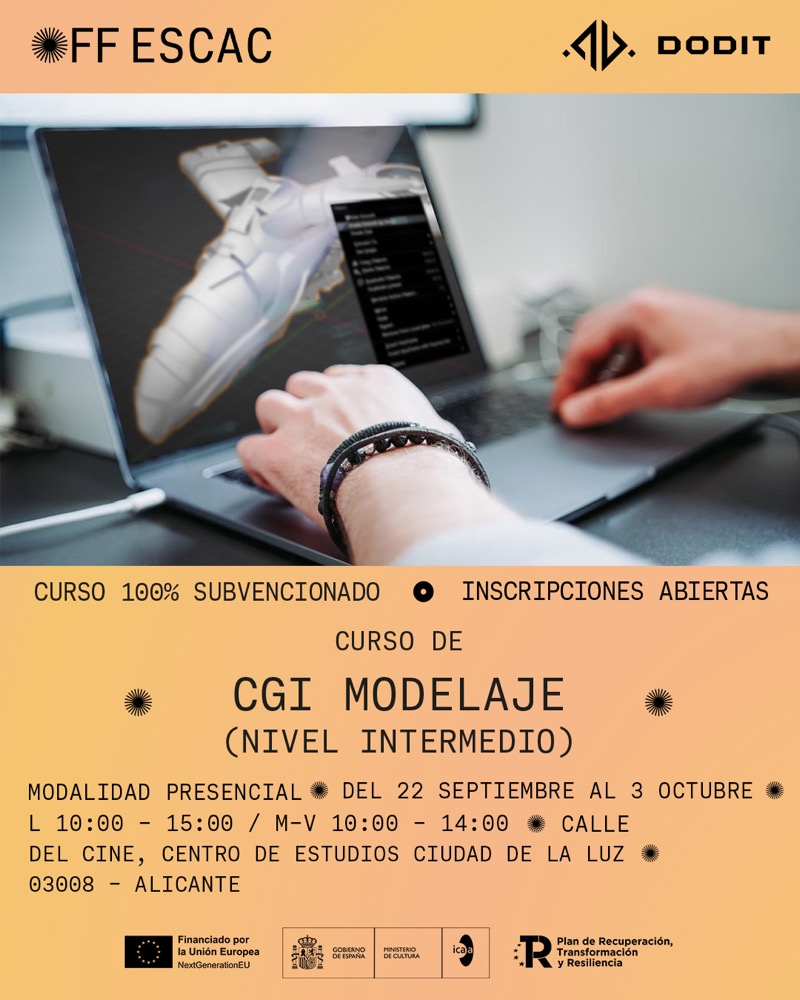 OFF ESCAC
DODIT
CURSO 100% SUBVENCIONADO
INSCRIPCIONES ABIERTAS
CURSO DE
CGI MODELAJE
(NIVEL INTERMEDIO)
MODALIDAD PRESENCIAL DEL 22 SEPTIEMBRE AL 3 OCTUBRE
L 10:00 - 15:00 / M-V 10:00 - 14:00 CALLE
DEL CINE, CENTRO DE ESTUDIOS CIUDAD DE LA LUZ
03008 - ALICANTE
Financiado por
la Unión Europea
NextGenerationEU
GOBIERNO
DE ESPAÑA
MINISTERIO
DE CULTURA
icaa
R
Plan de Recuperación,
Transformación
y Resiliencia